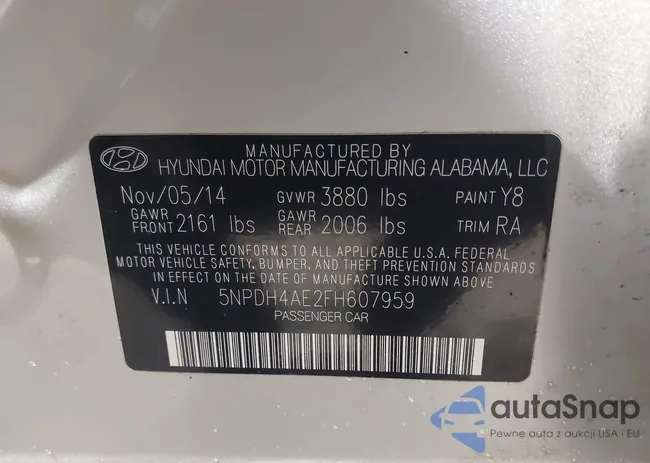 MANUFACTURED BY
HYUNDAI MOTOR MANUFACTURING ALABAMA, LLC
Nov/05/14 GVWR 3880 lbs PAINT Y8
GAWR FRONT 2161 lbs GAWR REAR 2006 lbs TRIM RA
THIS VEHICLE CONFORMS TO ALL APPLICABLE U.S.A. FEDERAL
MOTOR VEHICLE SAFETY, BUMPER, AND THEFT PREVENTION STANDARDS
IN EFFECT ON THE DATE OF MANUFACTURE SHOWN ABOVE.
V.I.N 5NPDH4AE2FH607959
PASSENGER CAR
autaSnap
Pewne auta z aukcji USA i EU